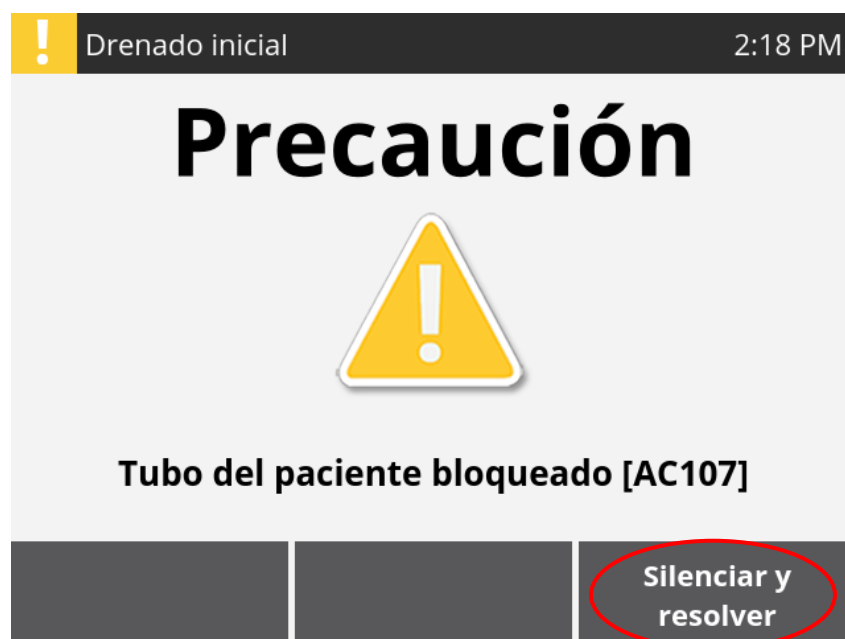 ! Drenado inicial 2:18 PM
Precaución
!
Tubo del paciente bloqueado [AC107]
Silenciar y
resolver